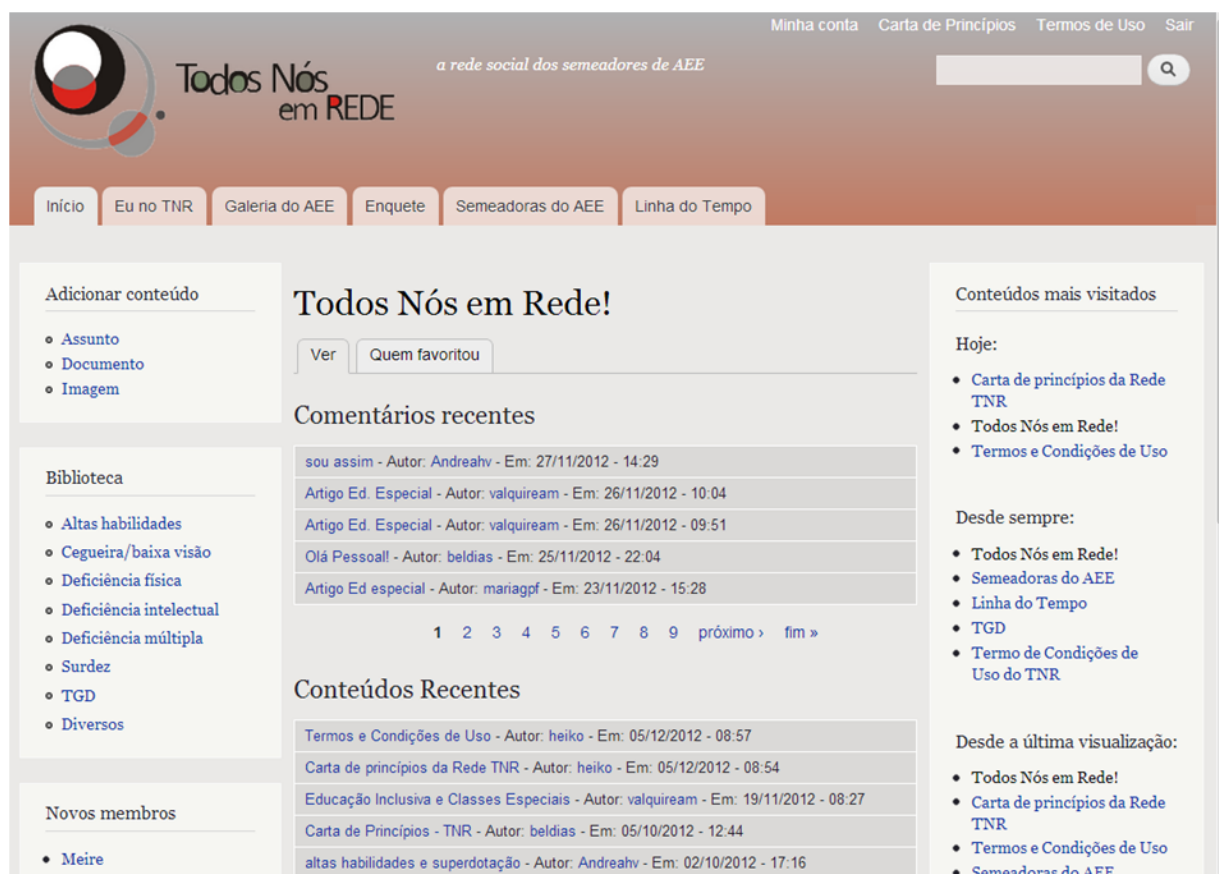 Minha conta Carta de Princípios Termos de Uso Sair
Todos Nós
em REDE
a rede social dos semeadores de AEE
Início Eu no TNR Galeria do AEE Enquete Semeadoras do AEE Linha do Tempo
Adicionar conteúdo
Assunto
Documento
Imagem
Biblioteca
Altas habilidades
Cegueira/baixa visão
Deficiência física
Deficiência intelectual
Deficiência múltipla
Surdez
TGD
Diversos
Novos membros
Meire
Todos Nós em Rede!
Ver Quem favoritou
Comentários recentes
sou assim - Autor: Andreahv - Em: 27/11/2012 - 14:29
Artigo Ed. Especial - Autor: valquiream - Em: 26/11/2012 - 10:04
Artigo Ed. Especial - Autor: valquiream - Em: 26/11/2012 - 09:51
Olá Pessoal! - Autor: beldias - Em: 25/11/2012 - 22:04
Artigo Ed especial - Autor: mariagpf - Em: 23/11/2012 - 15:28
1 2 3 4 5 6 7 8 9 próximo › fim »
Conteúdos Recentes
Termos e Condições de Uso - Autor: heiko - Em: 05/12/2012 - 08:57
Carta de princípios da Rede TNR - Autor: heiko - Em: 05/12/2012 - 08:54
Educação Inclusiva e Classes Especiais - Autor: valquiream - Em: 19/11/2012 - 08:27
Carta de Princípios - TNR - Autor: beldias - Em: 05/10/2012 - 12:44
altas habilidades e superdotação - Autor: Andreahv - Em: 02/10/2012 - 17:16
Conteúdos mais visitados
Hoje:
Carta de princípios da Rede
TNR
Todos Nós em Rede!
Termos e Condições de Uso
Desde sempre:
Todos Nós em Rede!
Semeadoras do AEE
Linha do Tempo
TGD
Termo de Condições de
Uso do TNR
Desde a última visualização:
Todos Nós em Rede!
Carta de princípios da Rede
TNR
Termos e Condições de Uso
Semeadoras do AEE